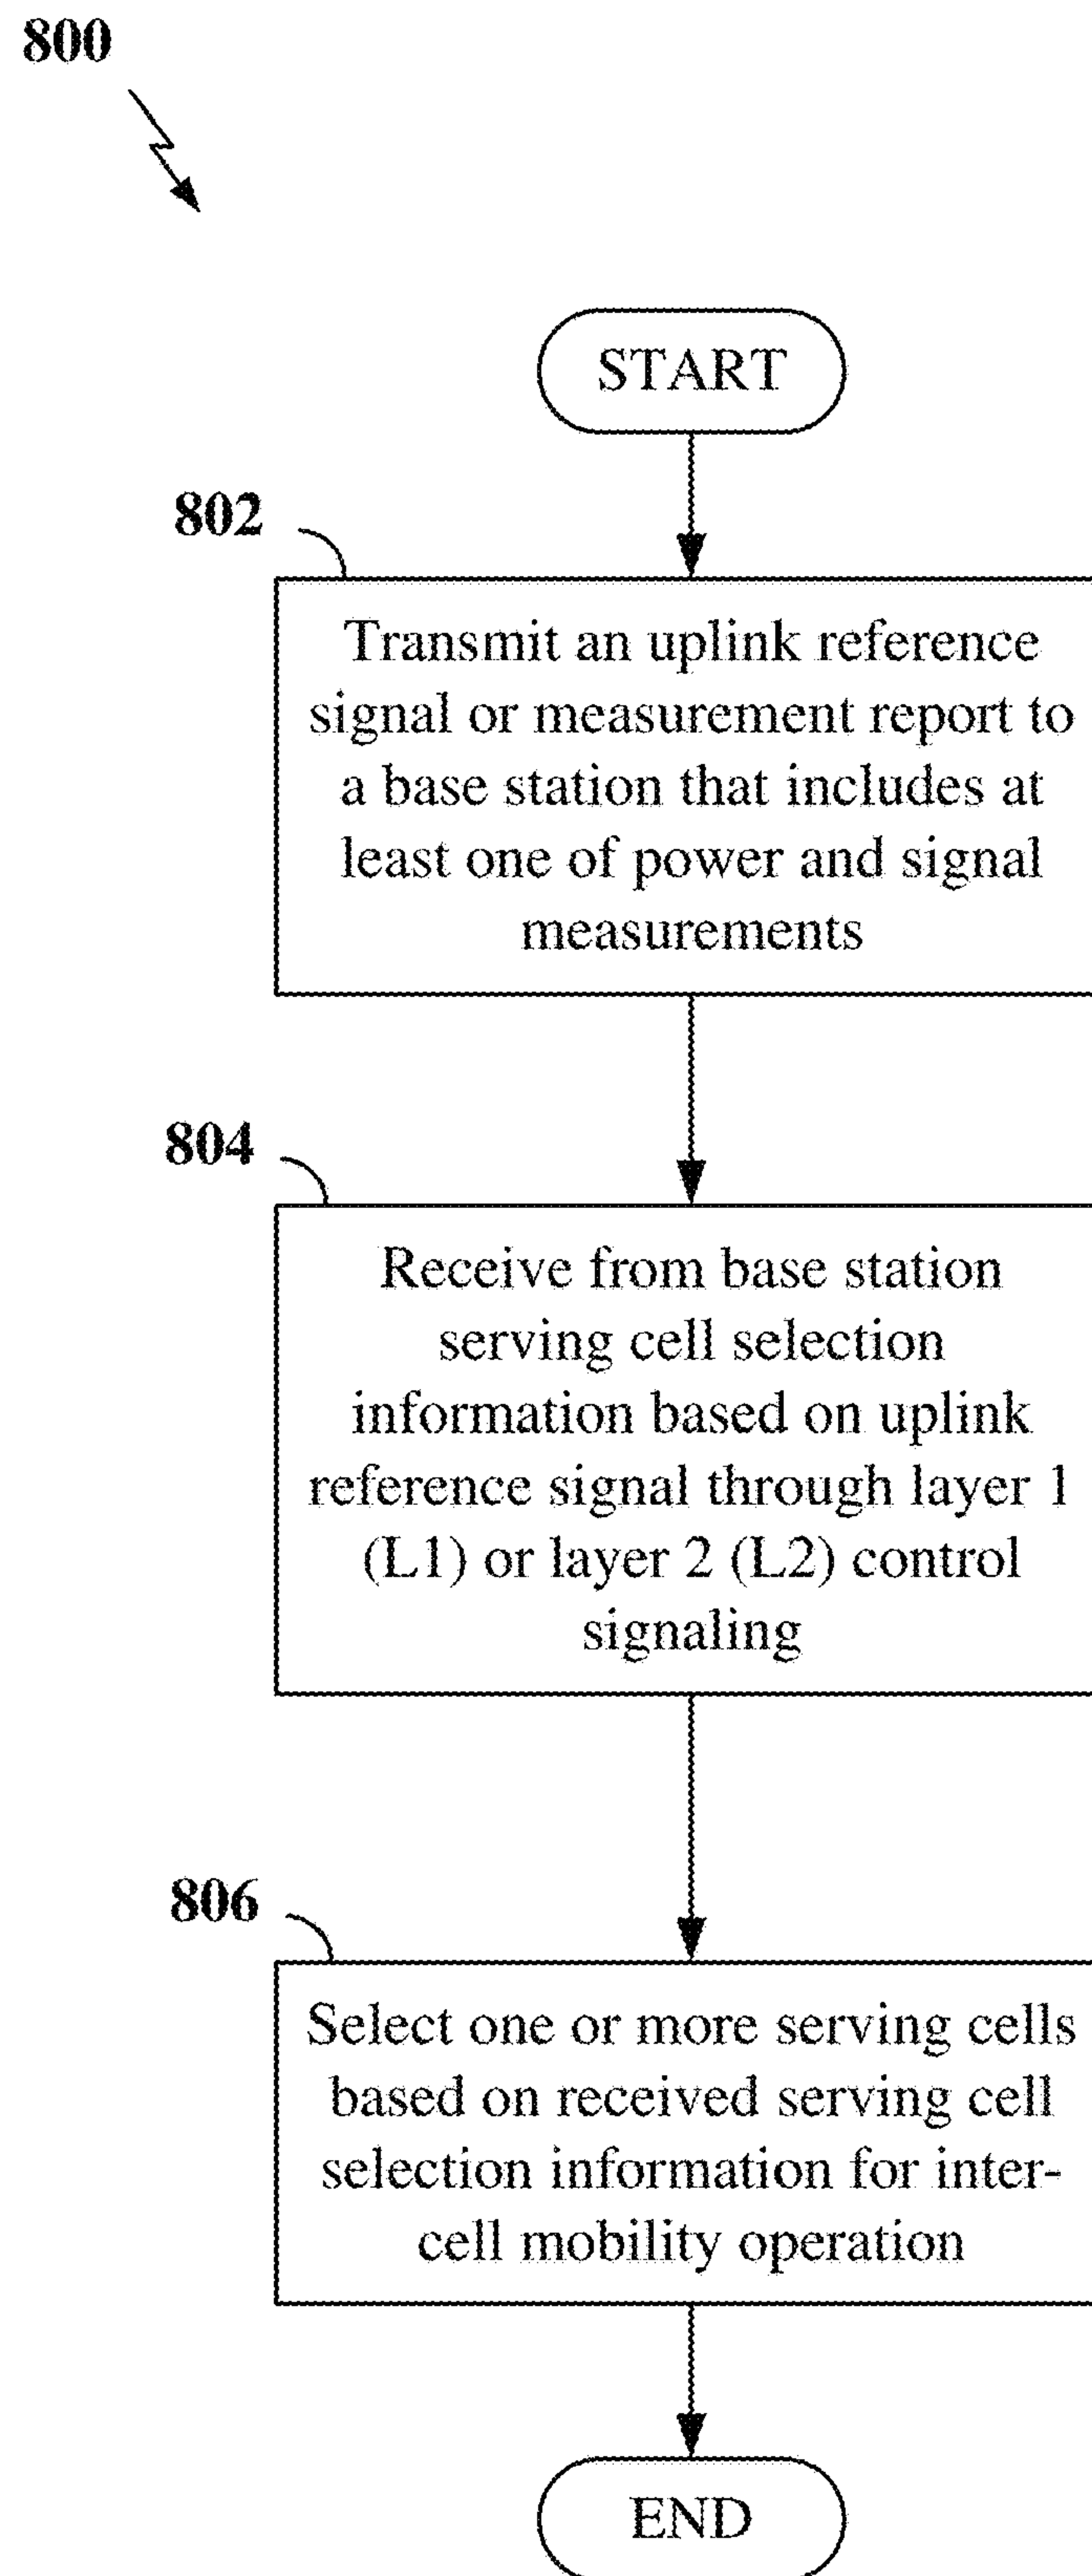 800
START
802
Transmit an uplink reference
signal or measurement report to
a base station that includes at
least one of power and signal
measurements
804
Receive from base station
serving cell selection
information based on uplink
reference signal through layer 1
(L1) or layer 2 (L2) control
signaling
806
Select one or more serving cells
based on received serving cell
selection information for inter-
cell mobility operation
END